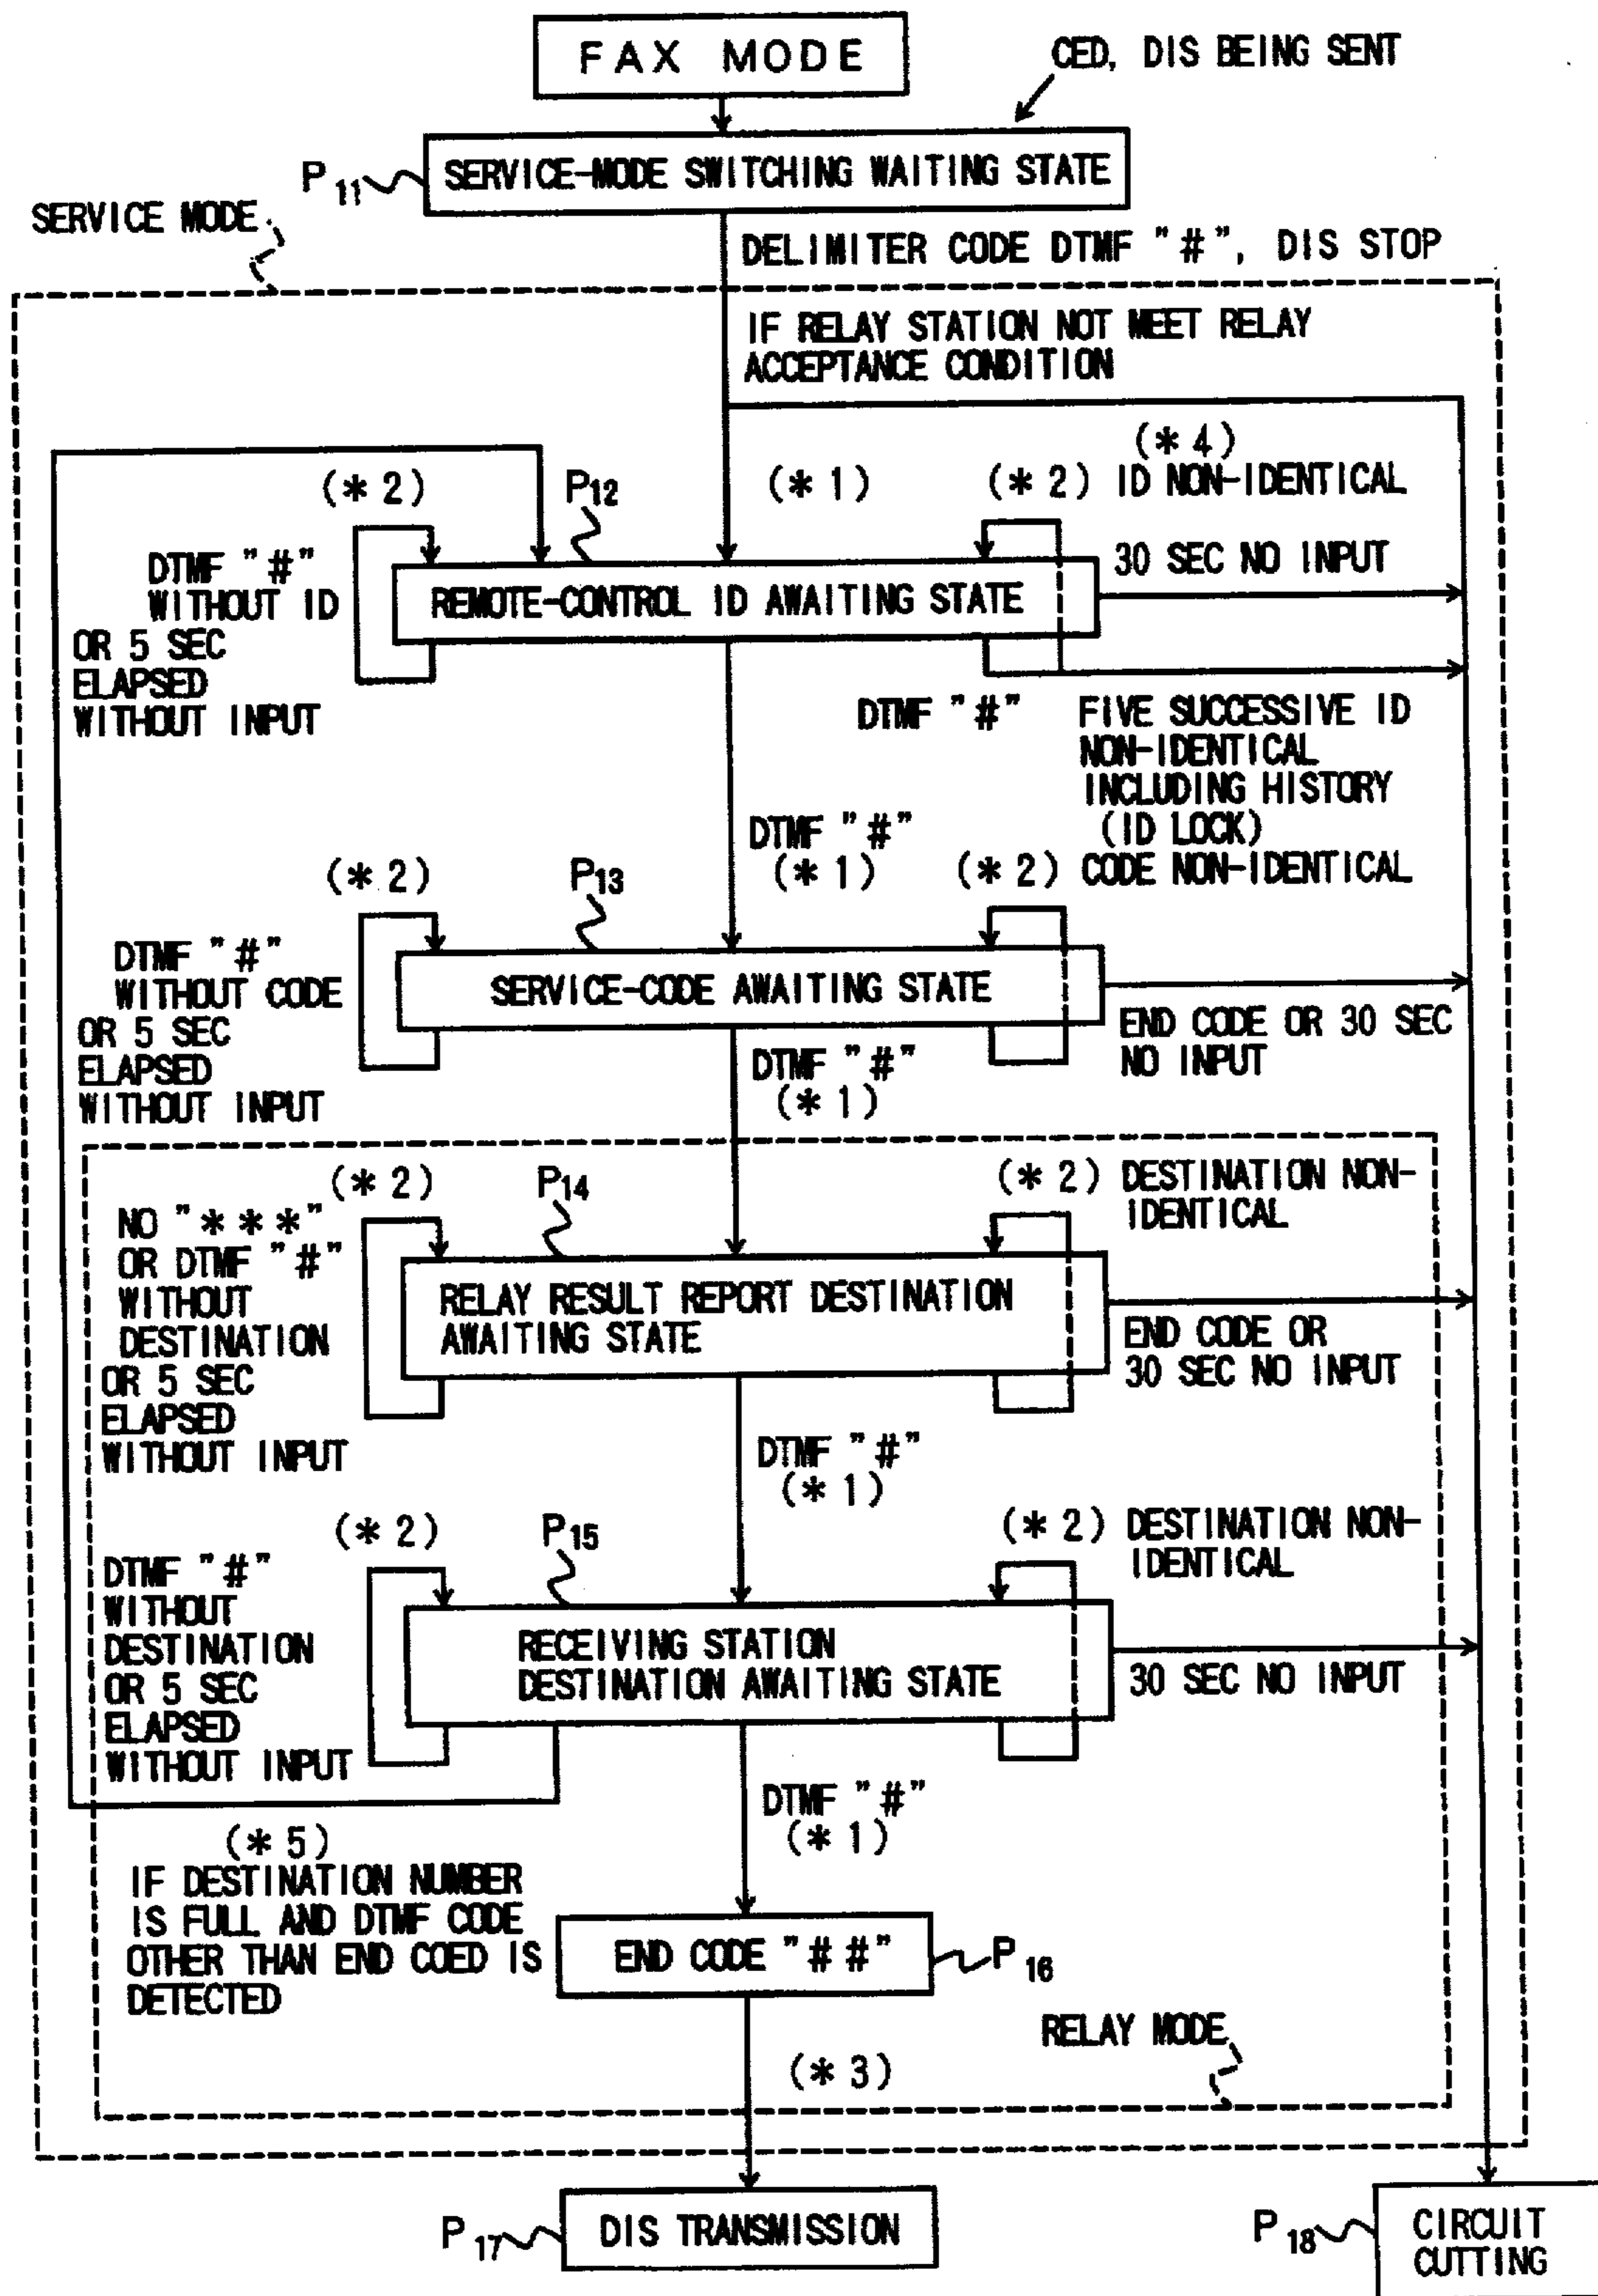 FAX MODE
CED, DIS BEING SENT
P11
SERVICE-MODE SWITCHING WAITING STATE
SERVICE MODE
DELIMITER CODE DTMF "#", DIS STOP
IF RELAY STATION NOT MEET RELAY
ACCEPTANCE CONDITION
(*4)
(*2)
P12
(*1)
(*2) ID NON-IDENTICAL
DTMF "#"
WITHOUT ID
OR 5 SEC
ELAPSED
WITHOUT INPUT
REMOTE-CONTROL ID AWAITING STATE
30 SEC NO INPUT
DTMF "#"
FIVE SUCCESSIVE ID
NON-IDENTICAL
INCLUDING HISTORY
(ID LOCK)
DTMF "#"
(*1)
(*2)
P13
(*2) CODE NON-IDENTICAL
DTMF "#"
WITHOUT CODE
OR 5 SEC
ELAPSED
WITHOUT INPUT
SERVICE-CODE AWAITING STATE
END CODE OR 30 SEC
NO INPUT
DTMF "#"
(*1)
(*2)
P14
(*2) DESTINATION NON-
IDENTICAL
NO "***"
OR DTMF "#"
WITHOUT
DESTINATION
OR 5 SEC
ELAPSED
WITHOUT INPUT
RELAY RESULT REPORT DESTINATION
AWAITING STATE
END CODE OR
30 SEC NO INPUT
DTMF "#"
(*1)
(*2)
P15
(*2) DESTINATION NON-
IDENTICAL
DTMF "#"
WITHOUT
DESTINATION
OR 5 SEC
ELAPSED
WITHOUT INPUT
RECEIVING STATION
DESTINATION AWAITING STATE
30 SEC NO INPUT
DTMF "#"
(*1)
(*5)
IF DESTINATION NUMBER
IS FULL AND DTMF CODE
OTHER THAN END COED IS
DETECTED
END CODE "##"
P16
RELAY MODE
(*3)
P17
DIS TRANSMISSION
P18
CIRCUIT
CUTTING